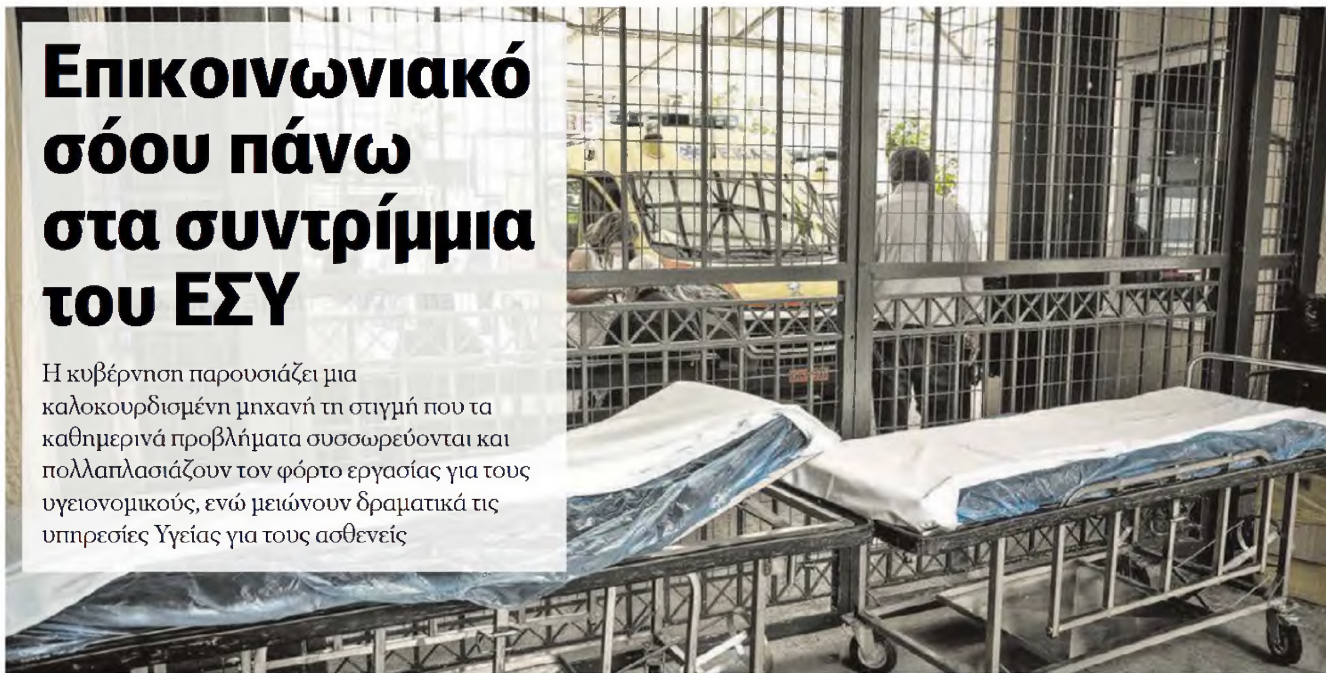 Επικοινωνιακό
σόου πάνω
στα συντρίμμια
του ΕΣΥ
Η κυβέρνηση παρουσιάζει μια
καλοκουρδισμένη μηχανή τη στιγμή που τα
καθημερινά προβλήματα συσσωρεύονται και
πολλαπλασιάζουν τον φόρτο εργασίας για τους
υγειονομικούς, ενώ μειώνουν δραματικά τις
υπηρεσίες Υγείας για τους ασθενείς